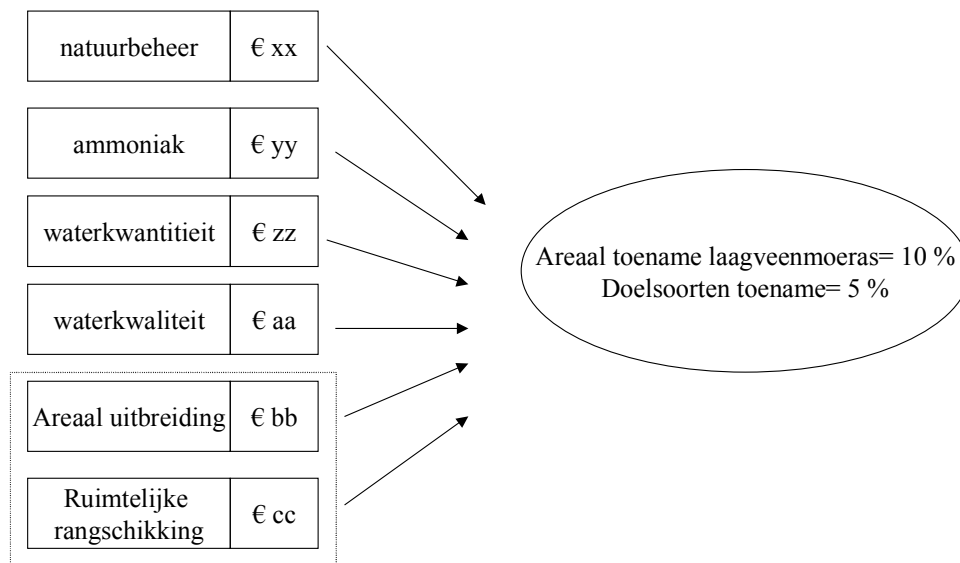 natuurbeheer € xx
ammoniak € yy
waterkwantitieit € zz
Areaal toename laagveenmoeras= 10 %
Doelsoorten toename= 5 %
waterkwaliteit € aa
Areaal uitbreiding € bb
Ruimtelijke
rangschikking € cc